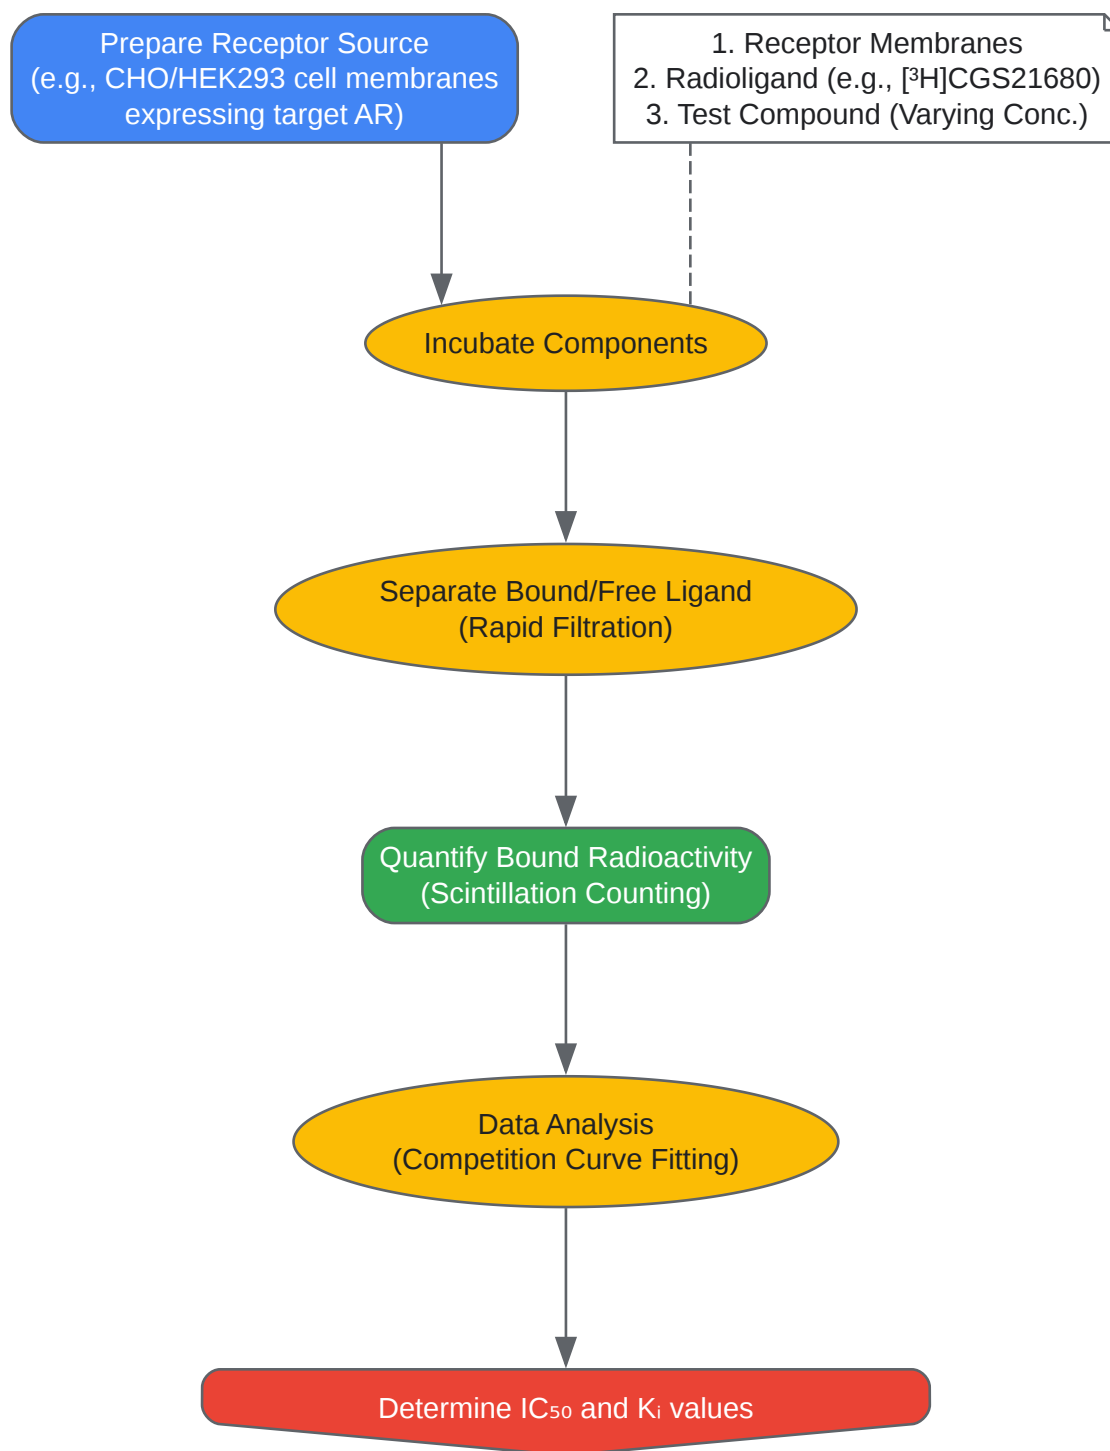 Prepare Receptor Source
(e.g., CHO/HEK293 cell membranes
expressing target AR)
1. Receptor Membranes
2. Radioligand (e.g., [³H]CGS21680)
3. Test Compound (Varying Conc.)
Incubate Components
Separate Bound/Free Ligand
(Rapid Filtration)
Quantify Bound Radioactivity
(Scintillation Counting)
Data Analysis
(Competition Curve Fitting)
Determine IC₅₀ and Kᵢ values